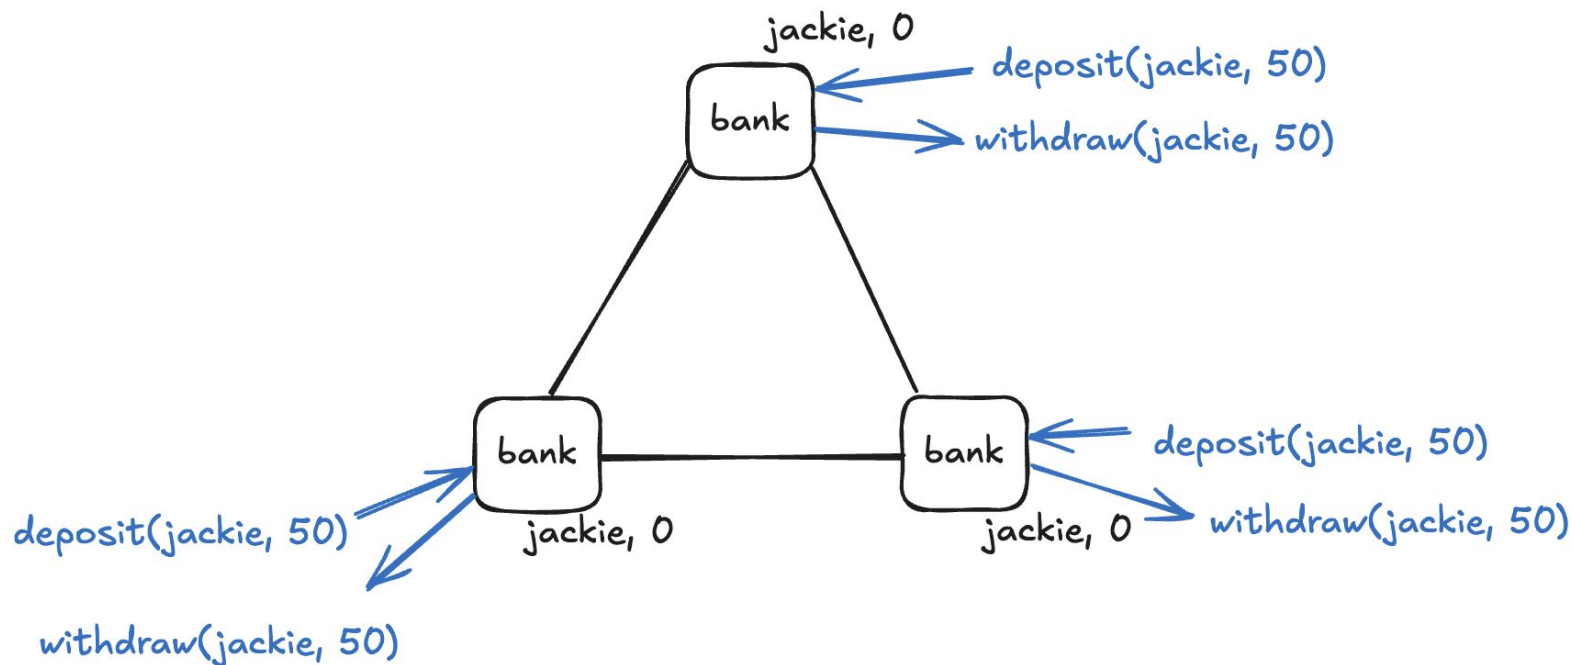 jackie, 0
deposit(jackie, 50)
bank
withdraw(jackie, 50)
bank
bank
deposit(jackie, 50)
deposit(jackie, 50)
jackie, 0
jackie, 0
withdraw(jackie, 50)
withdraw(jackie, 50)